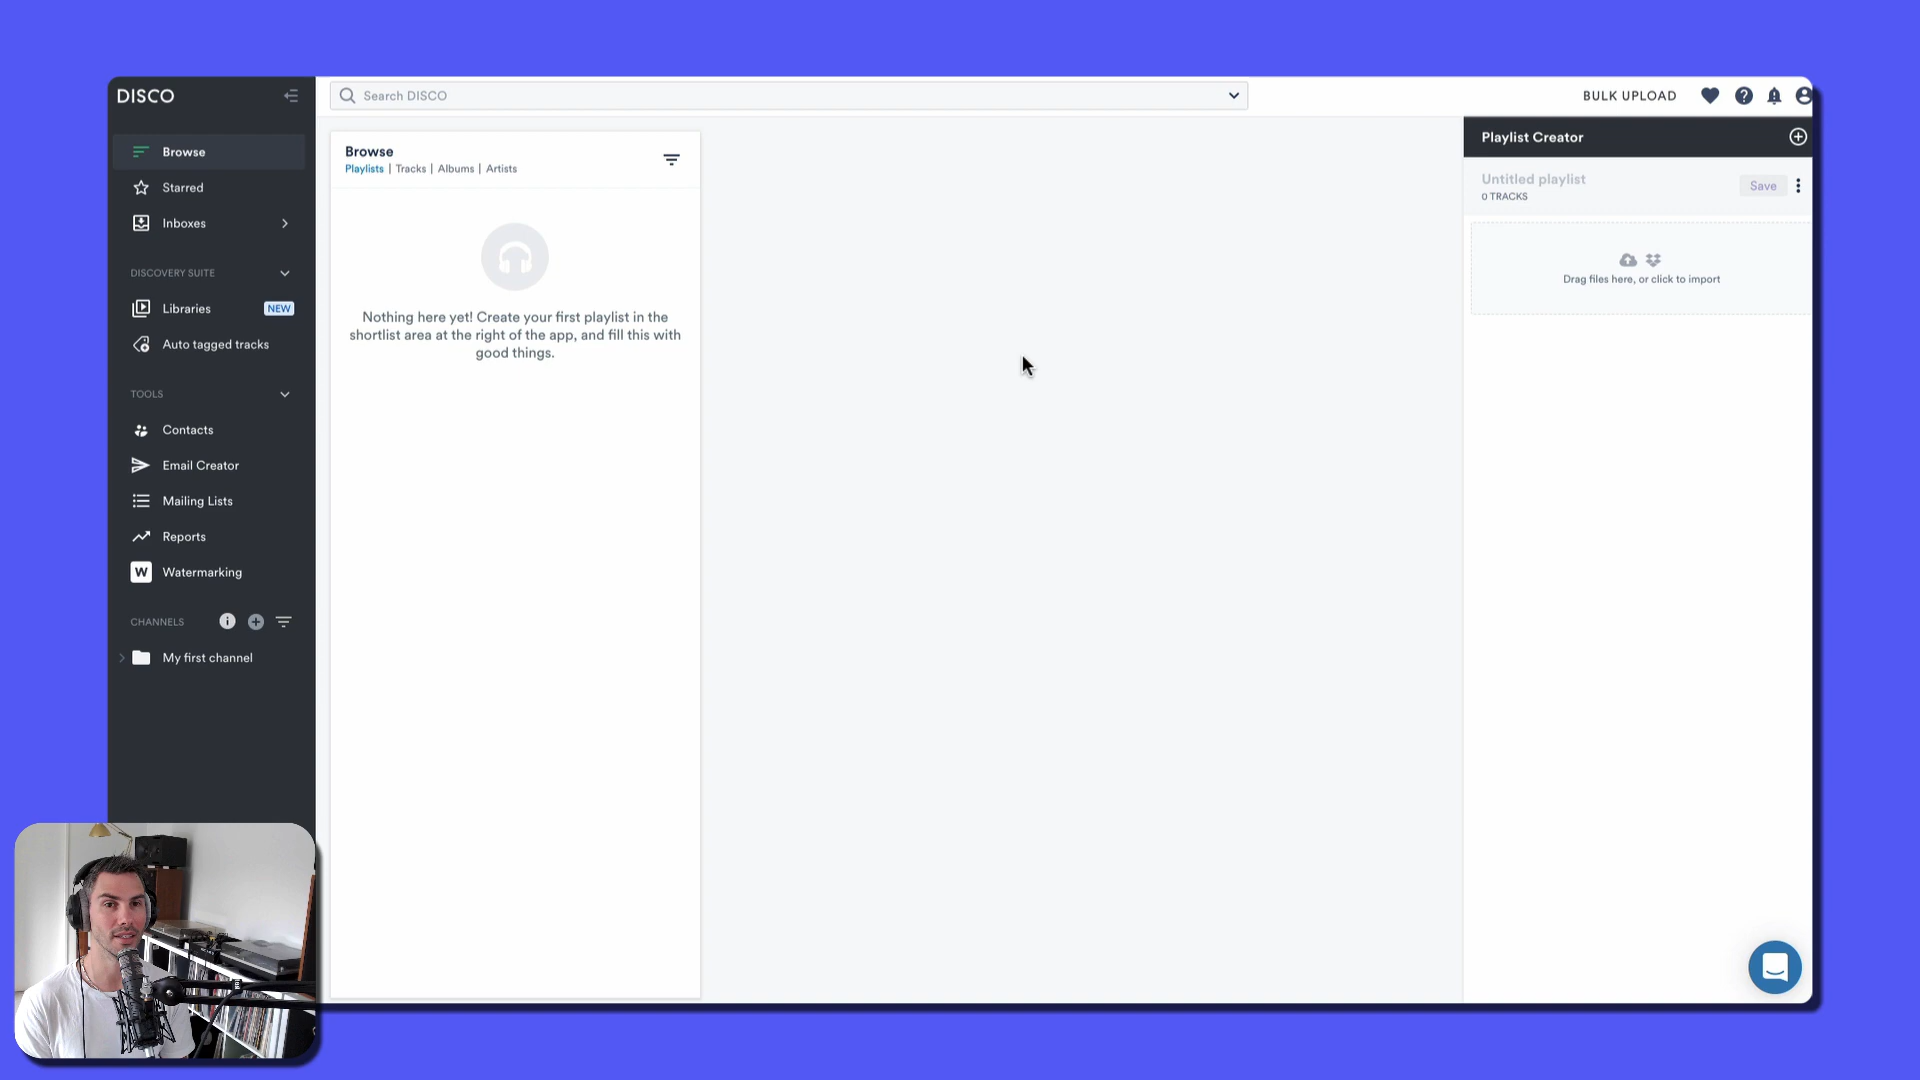 DISCO
Search DISCO
BULK UPLOAD
Browse
Starred
Inboxes
DISCOVERY SUITE
Libraries NEW
Auto tagged tracks
TOOLS
Contacts
Email Creator
Mailing Lists
Reports
W Watermarking
CHANNELS
My first channel
Browse
Playlists | Tracks | Albums | Artists
Nothing here yet! Create your first playlist in the
shortlist area at the right of the app, and fill this with
good things.
Playlist Creator
Untitled playlist
0 TRACKS
Save
Drag files here, or click to import